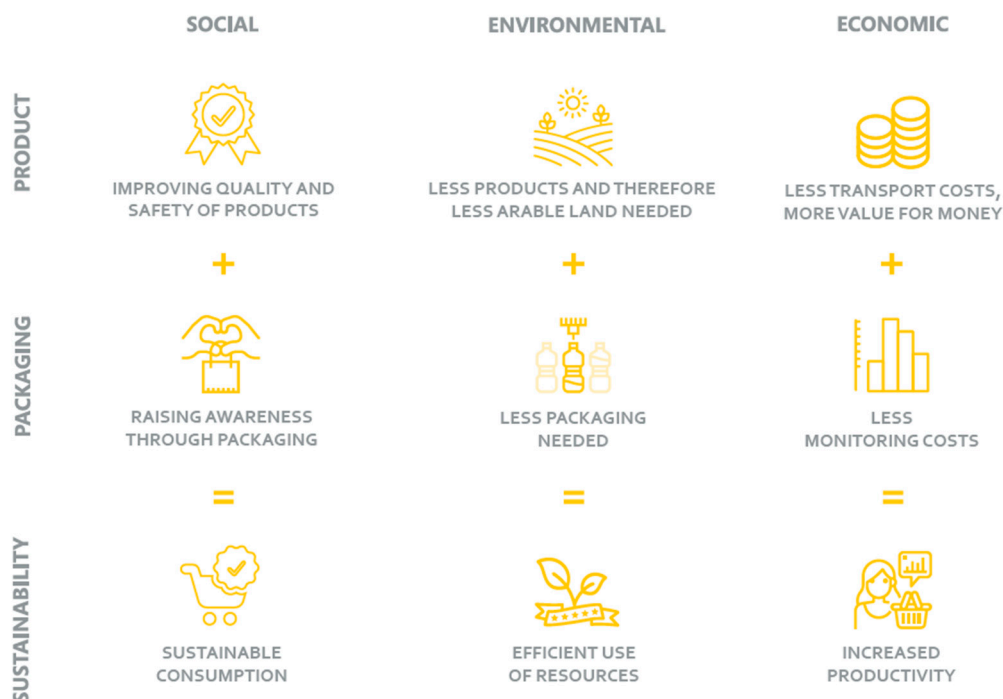 SOCIAL
ENVIRONMENTAL
ECONOMIC
PRODUCT
IMPROVING QUALITY AND
SAFETY OF PRODUCTS
LESS PRODUCTS AND THEREFORE
LESS ARABLE LAND NEEDED
LESS TRANSPORT COSTS,
MORE VALUE FOR MONEY
+
+
+
PACKAGING
RAISING AWARENESS
THROUGH PACKAGING
LESS PACKAGING
NEEDED
LESS
MONITORING COSTS
=
=
=
SUSTAINABILITY
SUSTAINABLE
CONSUMPTION
EFFICIENT USE
OF RESOURCES
INCREASED
PRODUCTIVITY